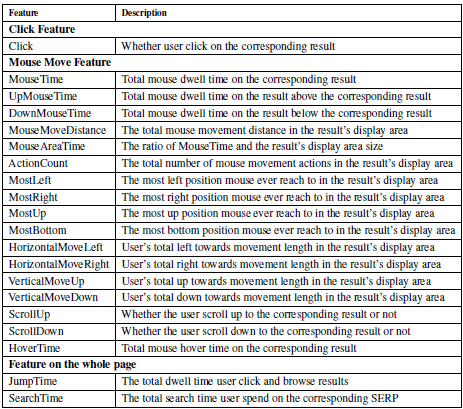 Feature Description
Click Feature
Click Whether user click on the corresponding result
Mouse Move Feature
MouseTime Total mouse dwell time on the corresponding result
UpMouseTime Total mouse dwell time on the result above the corresponding result
DownMouseTime Total mouse dwell time on the result below the corresponding result
MouseMoveDistance The total mouse movement distance in the result's display area
MouseAreaTime The ratio of MouseTime and the result's display area size
ActionCount The total number of mouse movement actions in the result's display area
MostLeft The most left position mouse ever reach to in the result's display area
MostRight The most right position mouse ever reach to in the result's display area
MostUp The most up position mouse ever reach to in the result's display area
MostBottom The most bottom position mouse ever reach to in the result's display area
HorizontalMoveLeft User's total left towards movement length in the result's display area
HorizontalMoveRight User's total right towards movement length in the result's display area
VerticalMoveUp User's total up towards movement length in the result's display area
VerticalMoveDown User's total down towards movement length in the result's display area
ScrollUp Whether the user scroll up to the corresponding result or not
ScrollDown Whether the user scroll down to the corresponding result or not
HoverTime Total mouse hover time on the corresponding result
Feature on the whole page
JumpTime The total dwell time user click and browse results
SearchTime The total search time user spend on the corresponding SERP